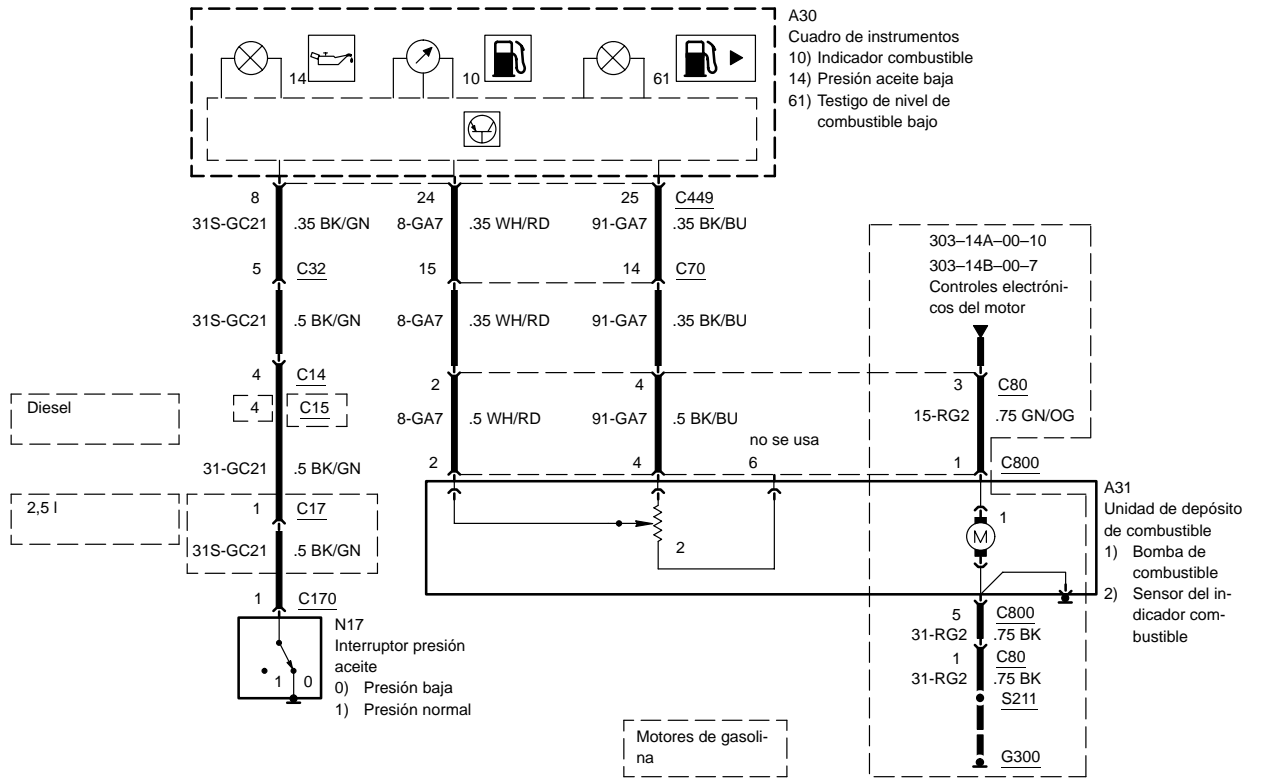 A30
Cuadro de instrumentos
10) Indicador combustible
14) Presión aceite baja
61) Testigo de nivel de
combustible bajo
14
10
61
8
24
25
C449
31S-GC21
.35 BK/GN
8-GA7
.35 WH/RD
91-GA7
.35 BK/BU
5
C32
15
14
C70
31S-GC21
.5 BK/GN
8-GA7
.35 WH/RD
91-GA7
.35 BK/BU
303–14A–00–10
303–14B–00–7
Controles electróni-
cos del motor
4
C14
2
4
3
C80
Diesel
4
C15
8-GA7
.5 WH/RD
91-GA7
.5 BK/BU
15-RG2
.75 GN/OG
no se usa
31-GC21
.5 BK/GN
2
4
6
1
C800
2,5 l
1
C17
31S-GC21
.5 BK/GN
2
1
M
A31
Unidad de depósito
de combustible
1) Bomba de
combustible
2) Sensor del in-
dicador com-
bustible
1
C170
N17
Interruptor presión
aceite
0) Presión baja
1) Presión normal
1
0
5
C800
31-RG2
.75 BK
1
C80
31-RG2
.75 BK
S211
G300
Motores de gasoli-
na